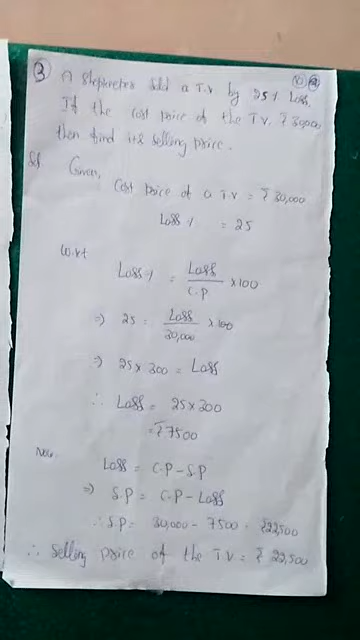 ③ A Shopkeeper Sold a T.V by 25% Loss.
If the Cost price of the T.V. ₹30,000
then find its selling price.
Sol Given,
Cost Price of a T.V = ₹30,000
Loss % = 25
W.k.t
Loss % = Loss / C.P × 100
⇒ 25 = Loss / 30,000 × 100
⇒ 25 × 300 = Loss
∴ Loss = 25 × 300
= ₹7500
Now.
Loss = C.P - S.P
⇒ S.P = C.P - Loss
∴ S.P = 30,000 - 7500 = ₹22,500
∴ Selling price of the T.V = ₹ 22,500